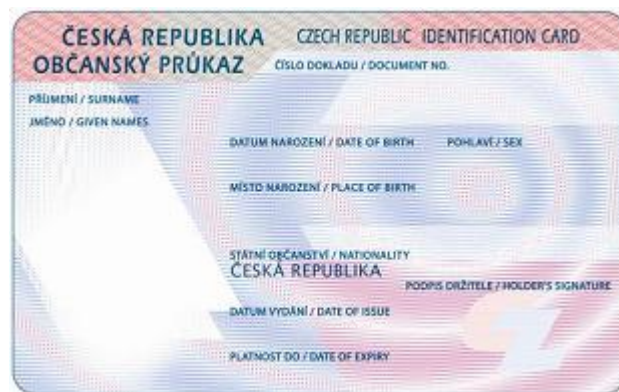 ČESKÁ REPUBLIKA CZECH REPUBLIC IDENTIFICATION CARD
OBČANSKÝ PRŮKAZ ČÍSLO DOKLADU / DOCUMENT NO.
PŘÍJMENÍ / SURNAME
JMÉNO / GIVEN NAMES
DATUM NAROZENÍ / DATE OF BIRTH POHLAVÍ / SEX
MÍSTO NAROZENÍ / PLACE OF BIRTH
STÁTNÍ OBČANSTVÍ / NATIONALITY
ČESKÁ REPUBLIKA
PODPIS DRŽITELE / HOLDER'S SIGNATURE
DATUM VYDÁNÍ / DATE OF ISSUE
PLATNOST DO / DATE OF EXPIRY